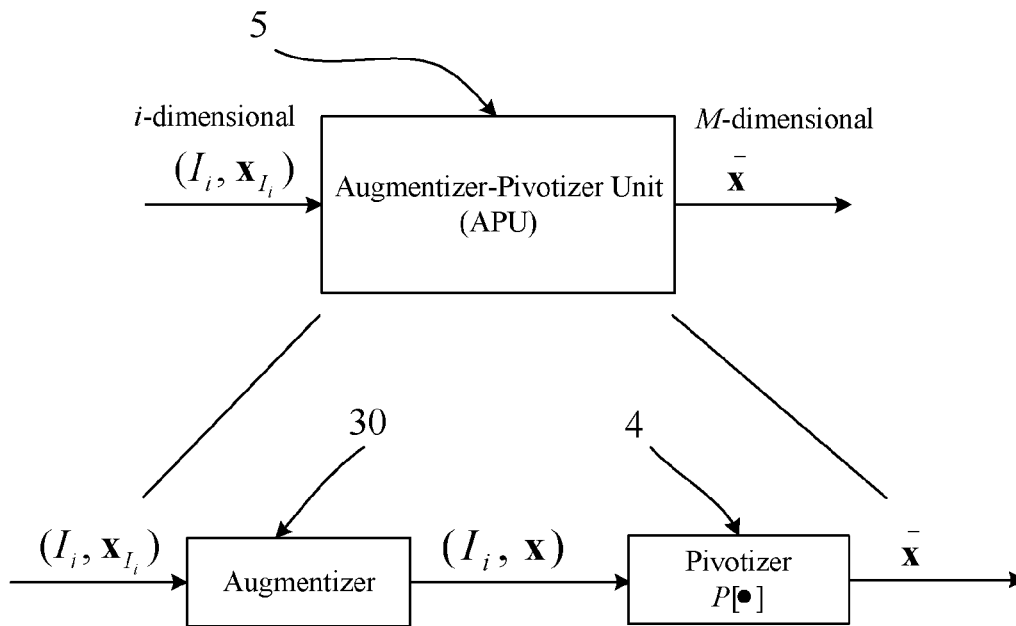 5
i-dimensional
M-dimensional
(I_i, x_{I_i})
Augmentizer-Pivotizer Unit
(APU)
x̄
30
4
(I_i, x_{I_i})
Augmentizer
(I_i, x)
Pivotizer
P[●]
x̄